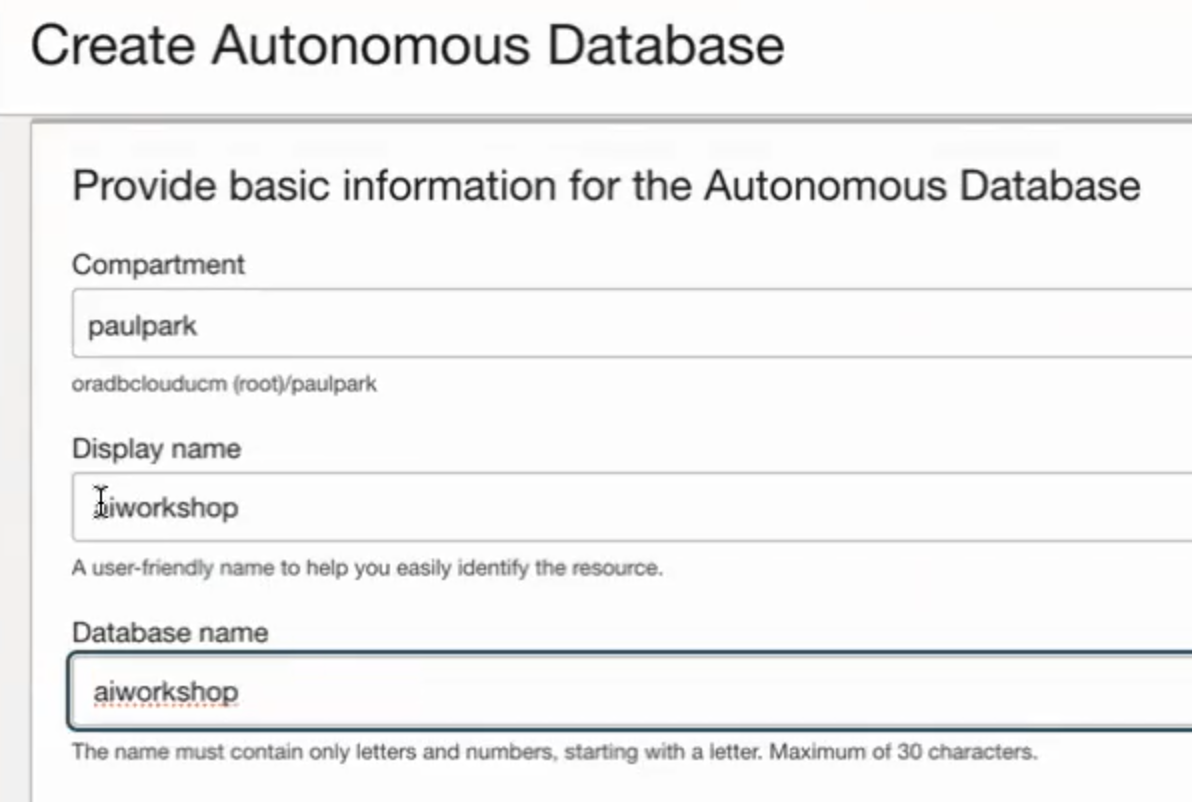 Create Autonomous Database
Provide basic information for the Autonomous Database
Compartment
paulpark
oradbclouducm (root)/paulpark
Display name
aiworkshop
A user-friendly name to help you easily identify the resource.
Database name
aiworkshop
The name must contain only letters and numbers, starting with a letter. Maximum of 30 characters.